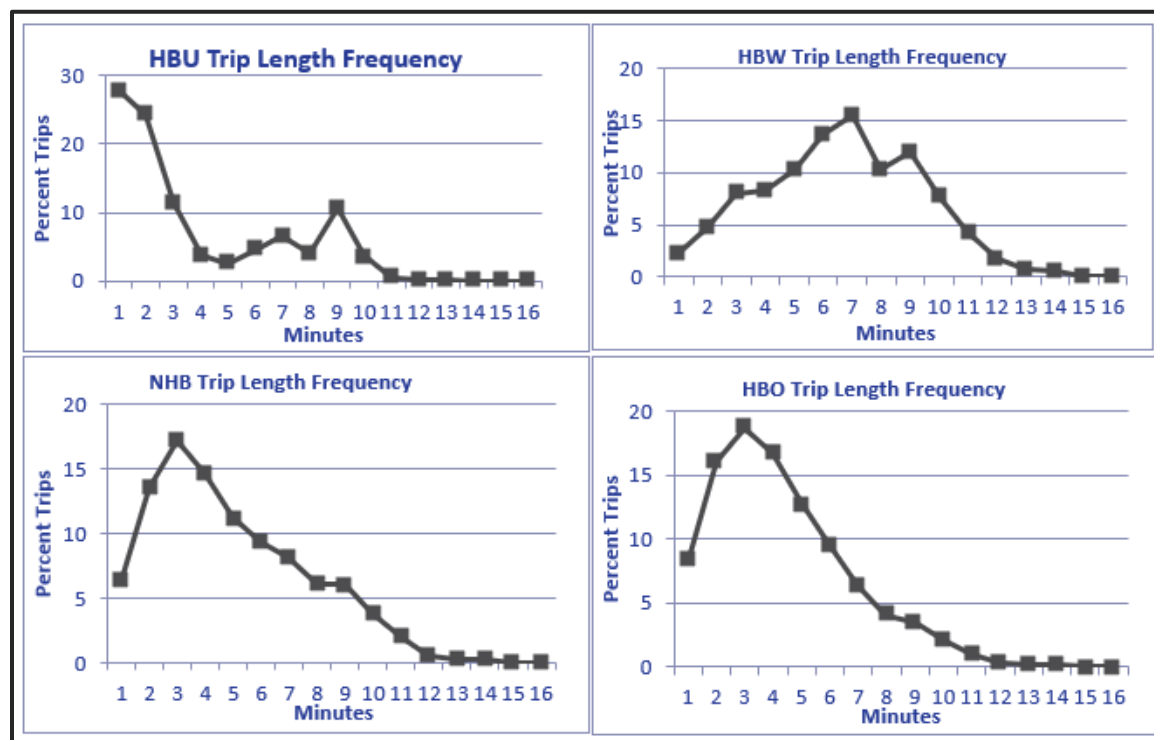 HBU Trip Length Frequency
Percent Trips
30
20
10
0
1 2 3 4 5 6 7 8 9 10 11 12 13 14 15 16
Minutes
HBW Trip Length Frequency
Percent Trips
20
15
10
5
0
1 2 3 4 5 6 7 8 9 10 11 12 13 14 15 16
Minutes
NHB Trip Length Frequency
Percent Trips
20
15
10
5
0
1 2 3 4 5 6 7 8 9 10 11 12 13 14 15 16
Minutes
HBO Trip Length Frequency
Percent Trips
20
15
10
5
0
1 2 3 4 5 6 7 8 9 10 11 12 13 14 15 16
Minutes